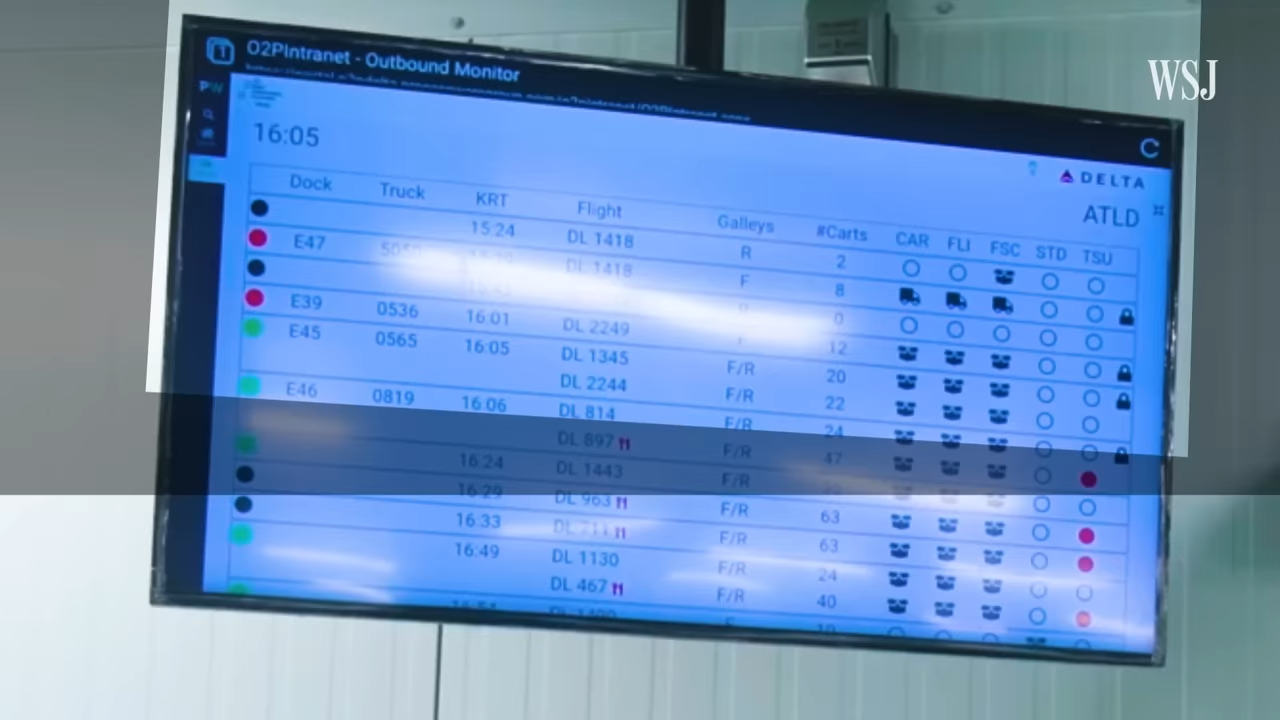 WSJ
O2PIntranet - Outbound Monitor
PW
16:05
DELTA
ATLD
Dock Truck KRT Flight Galleys #Carts CAR FLI FSC STD TSU
15:24 DL 1418 R 2
E47 DL 1418 F 8
0
E39 0536 16:01 DL 2249 12
E45 0565 16:05 DL 1345 F/R 20
DL 2244 F/R 22
E46 0819 16:06 DL 814 F/R 24
DL 897 F/R 47
16:24 DL 1443 F/R
16:29 DL 963 F/R 63
16:33 DL 711 F/R 63
16:49 DL 1130 F/R 24
DL 467 F/R 40